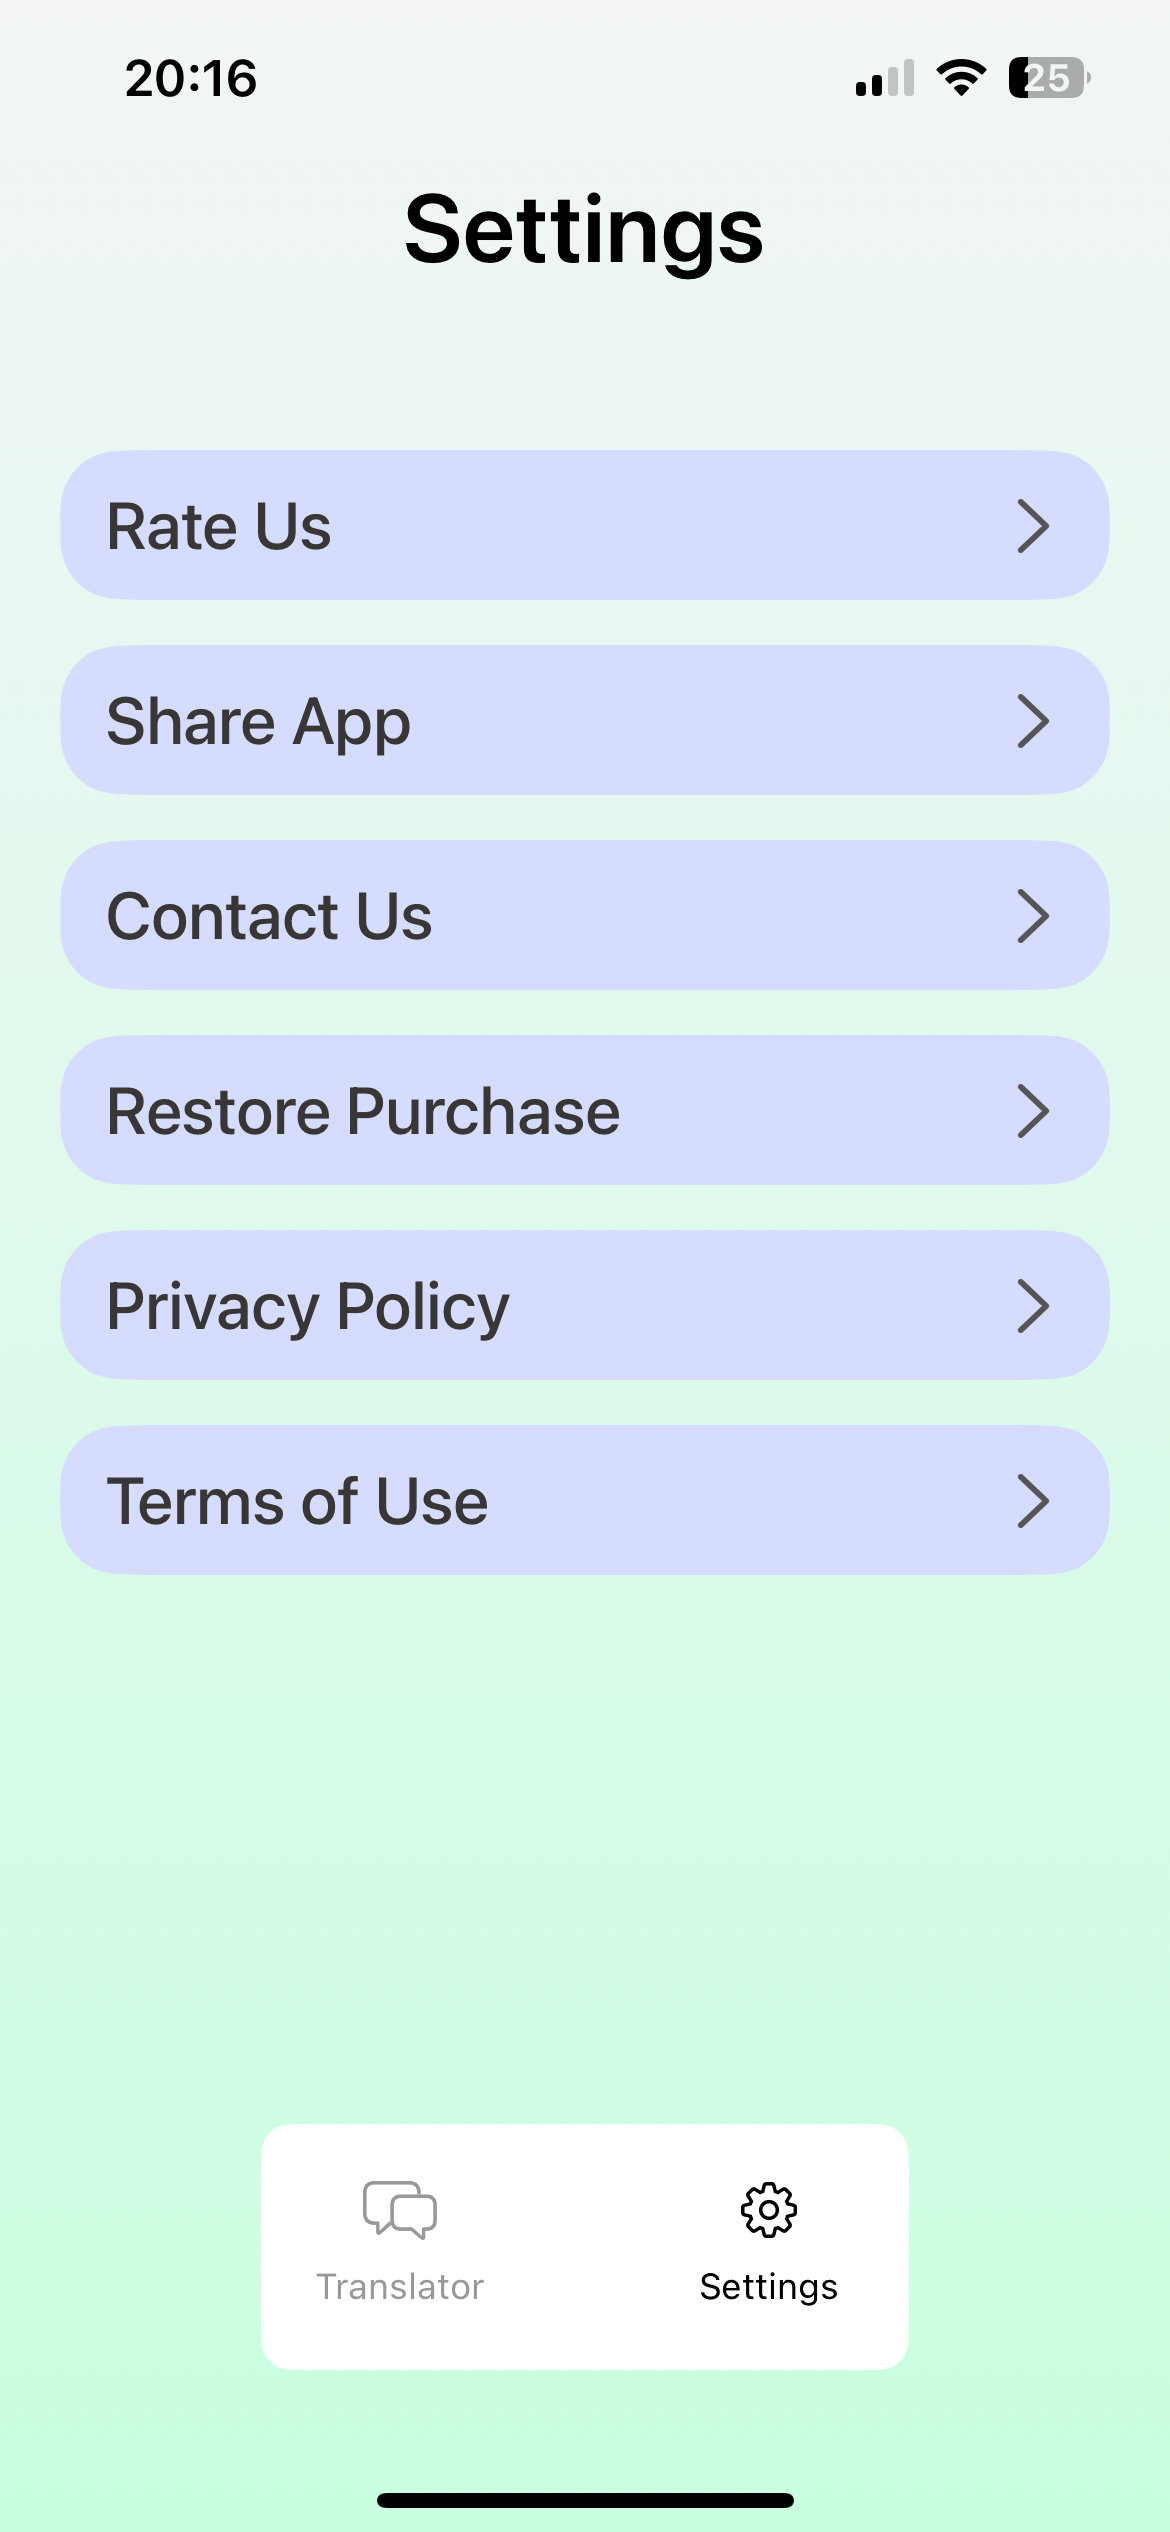 20:16
25
Settings
Rate Us
Share App
Contact Us
Restore Purchase
Privacy Policy
Terms of Use
Translator
Settings